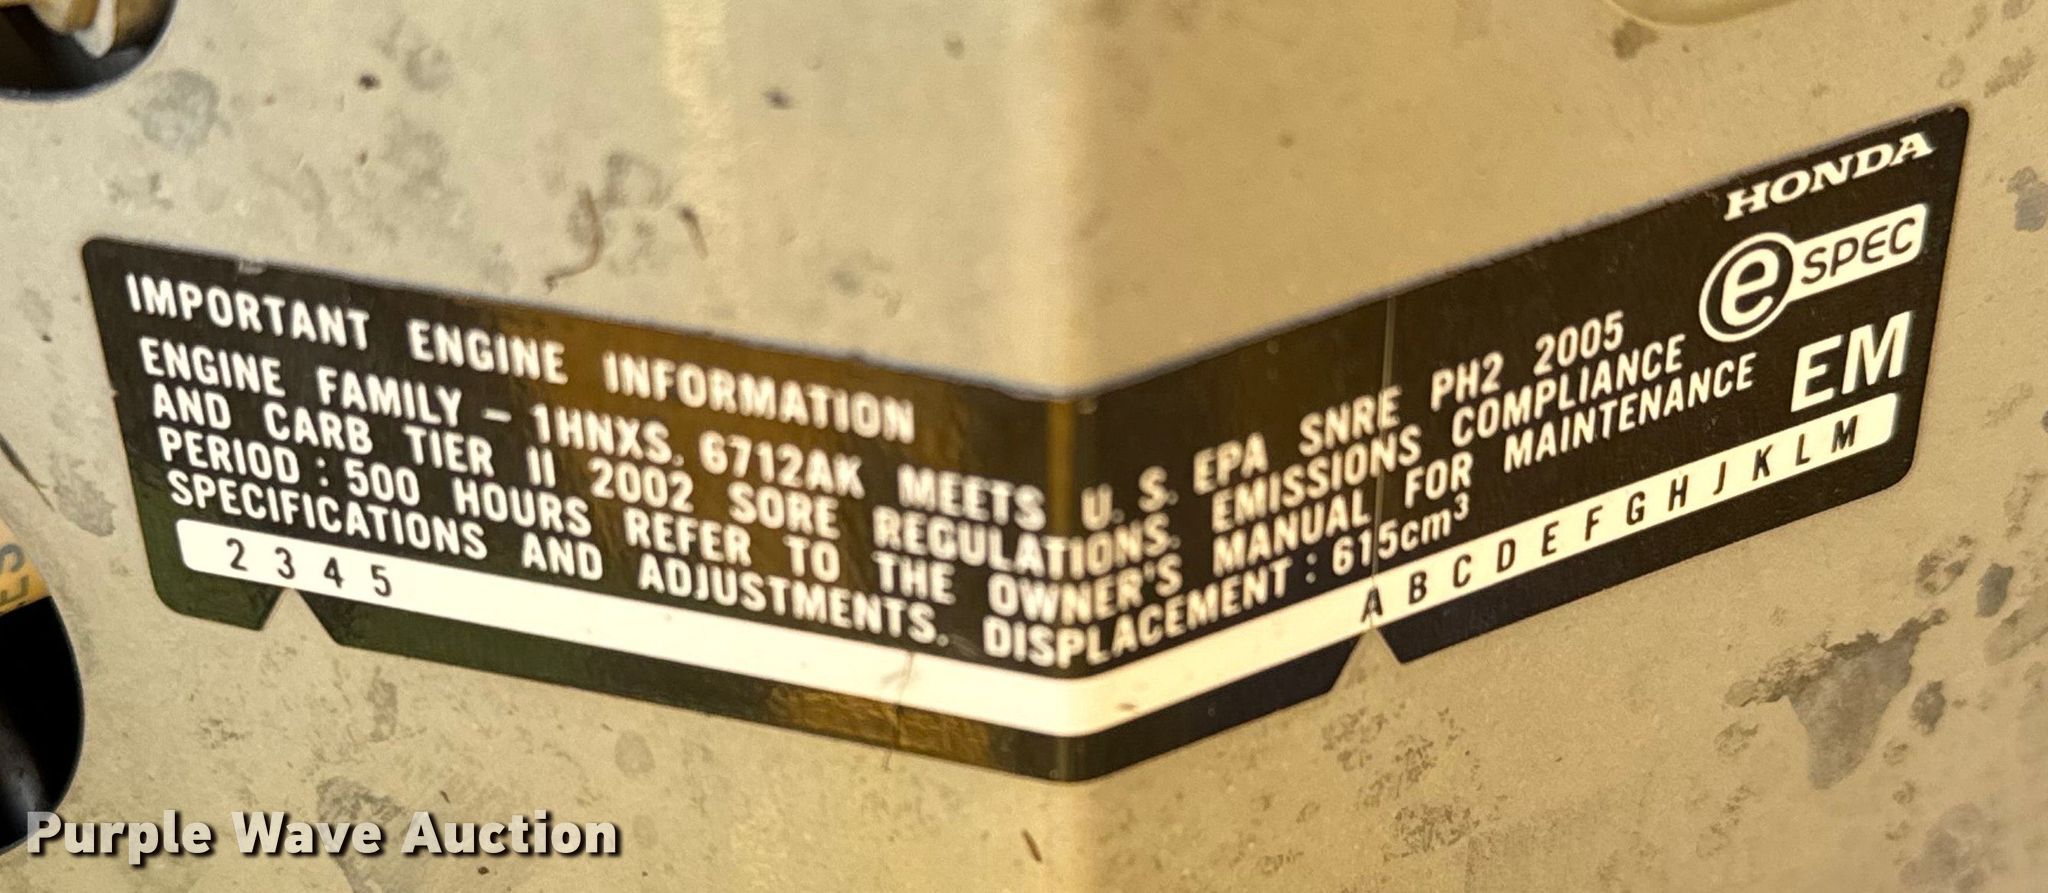 HONDA
e SPEC
EM
IMPORTANT ENGINE INFORMATION
ENGINE FAMILY – 1HNXS. 6712AK MEETS U. S. EPA SNRE PH2 2005
AND CARB TIER II 2002 SORE REGULATIONS. EMISSIONS COMPLIANCE
PERIOD : 500 HOURS REFER TO THE OWNER'S MANUAL FOR MAINTENANCE
SPECIFICATIONS AND ADJUSTMENTS. DISPLACEMENT : 615cm³
2 3 4 5 A B C D E F G H J K L M
Purple Wave Auction